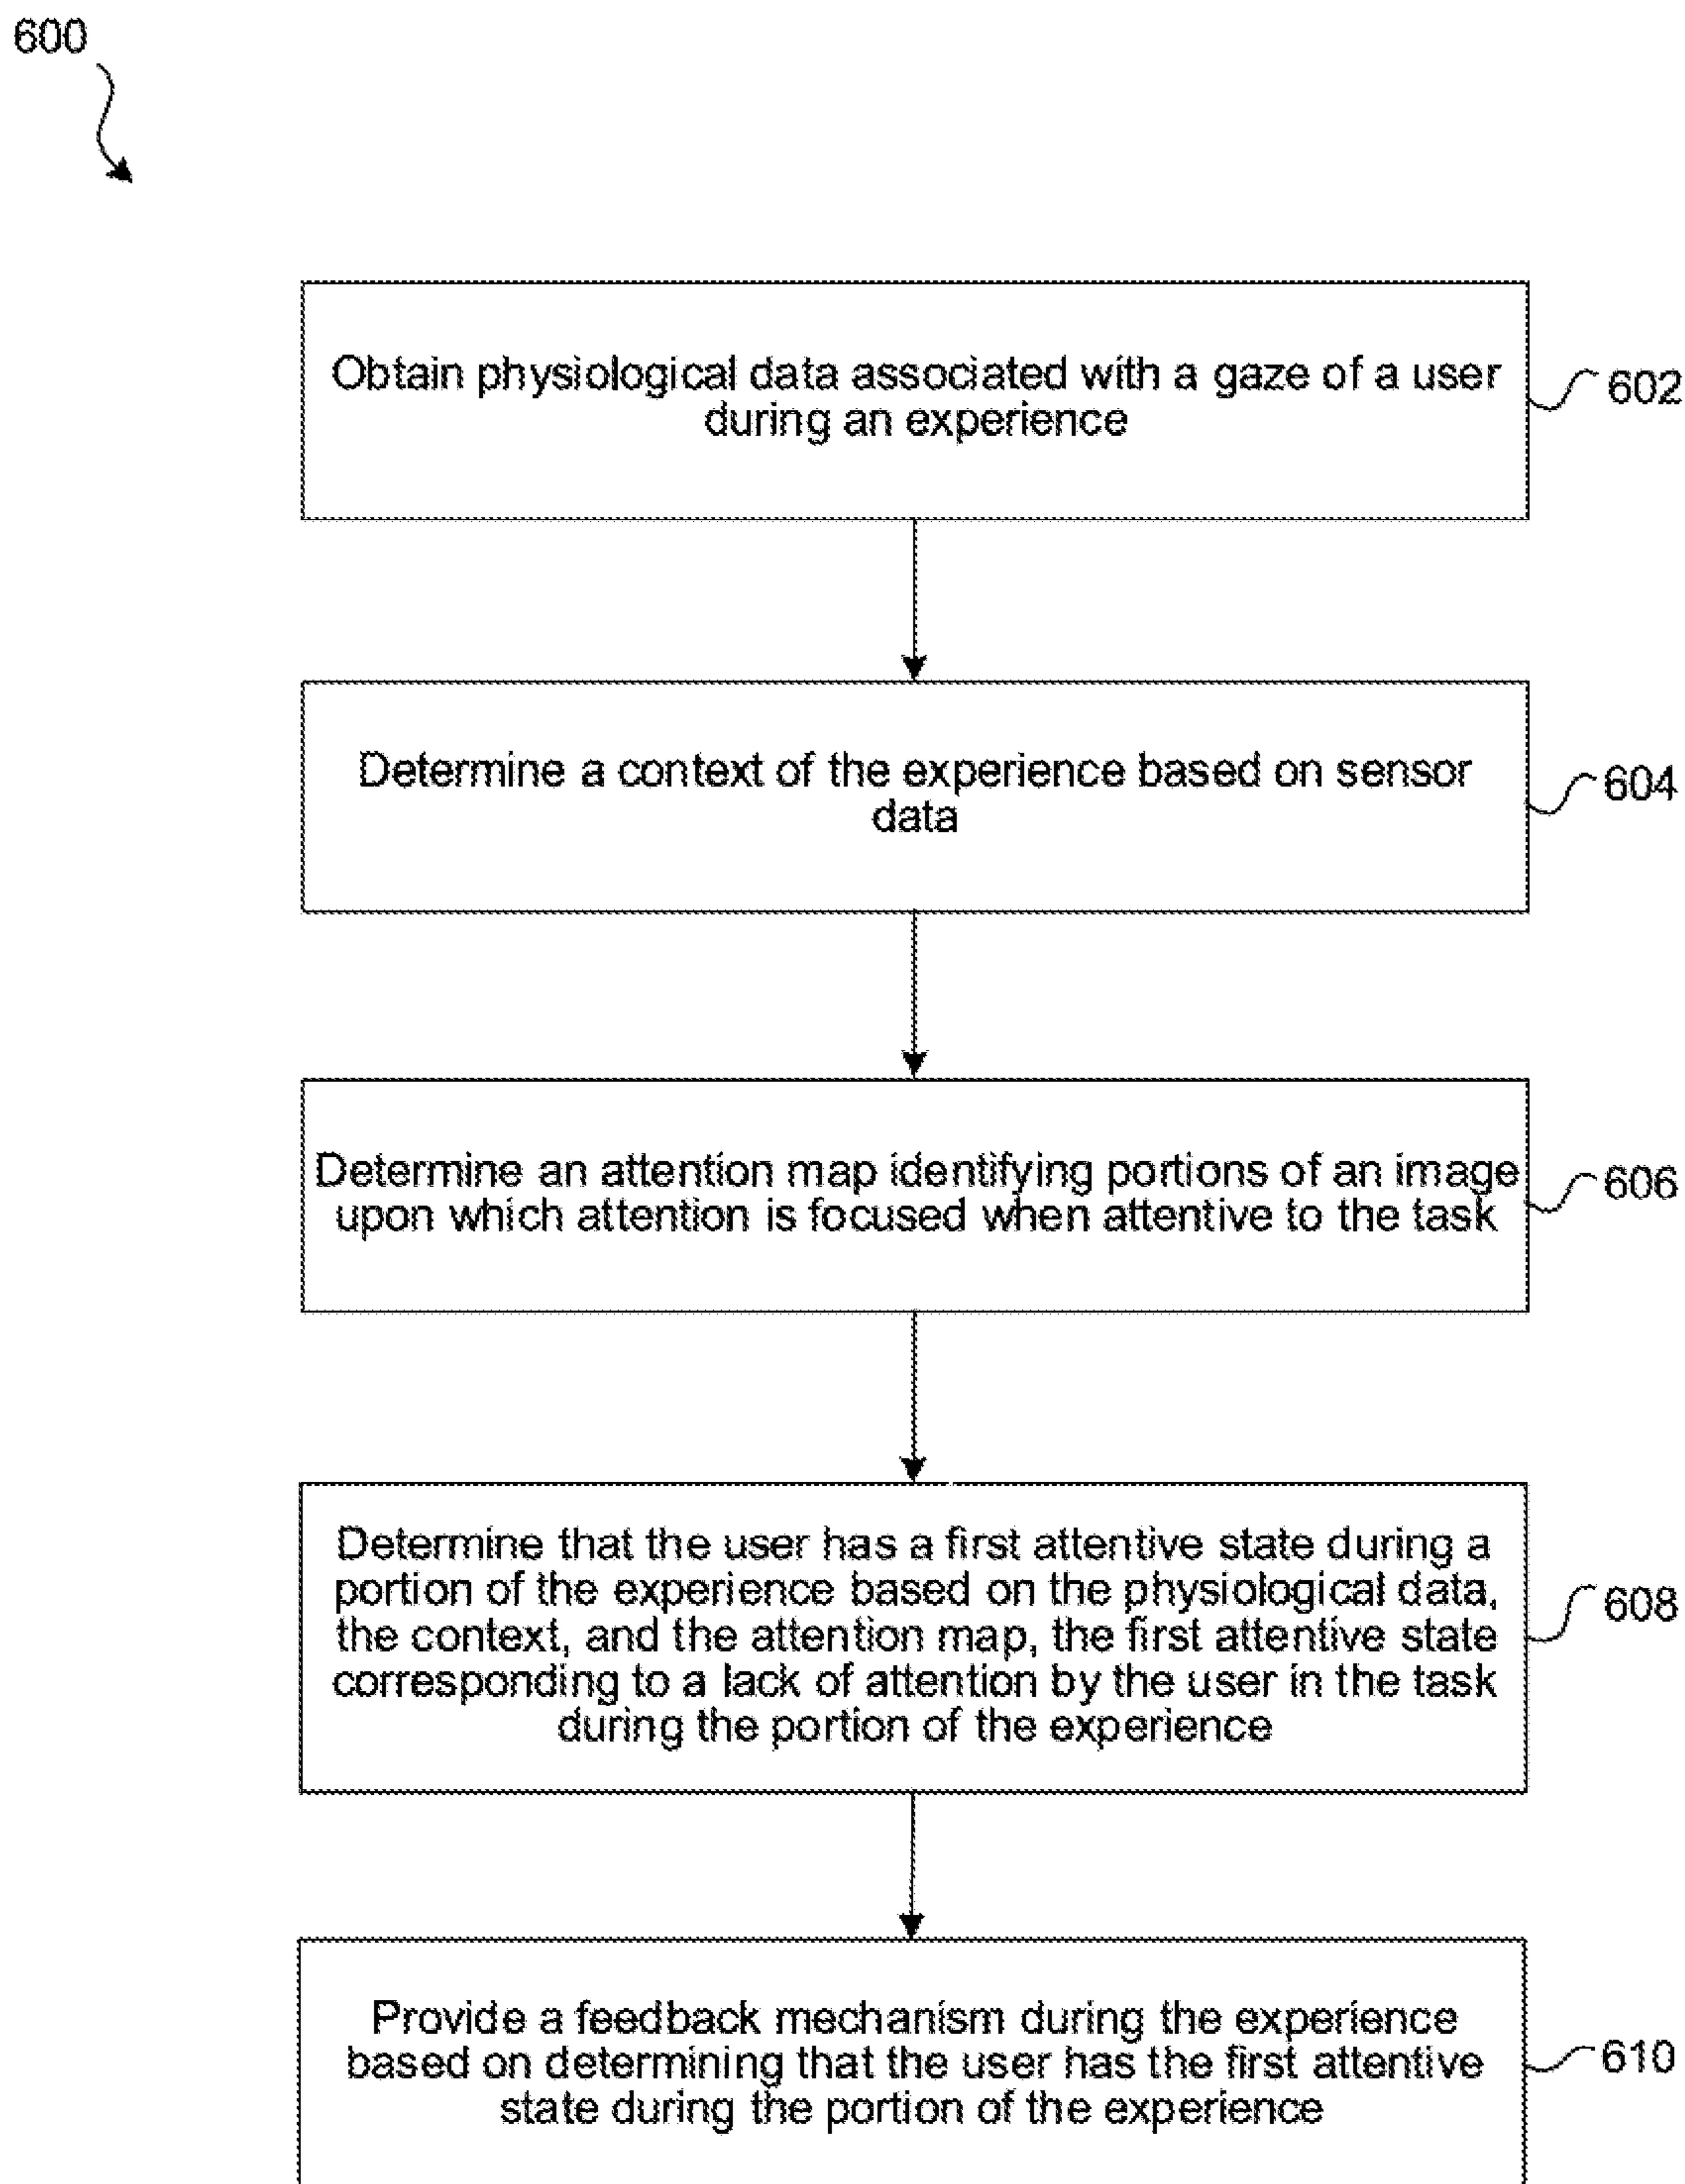 600
Obtain physiological data associated with a gaze of a user
during an experience
602
Determine a context of the experience based on sensor
data
604
Determine an attention map identifying portions of an image
upon which attention is focused when attentive to the task
606
Determine that the user has a first attentive state during a
portion of the experience based on the physiological data,
the context, and the attention map, the first attentive state
corresponding to a lack of attention by the user in the task
during the portion of the experience
608
Provide a feedback mechanism during the experience
based on determining that the user has the first attentive
state during the portion of the experience
610